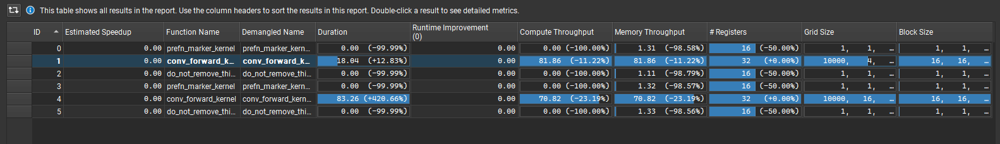 This table shows all results in the report. Use the column headers to sort the results in this report. Double-click a result to see detailed metrics.
ID Estimated Speedup Function Name Demangled Name Duration Runtime Improvement (0) Compute Throughput Memory Throughput # Registers Grid Size Block Size
0 0.00 prefn_marker_kernel prefn_marker_kern... 0.00 (-99.99%) 0.00 0.00 (-100.00%) 1.31 (-98.58%) 16 (-50.00%) 1, 1, … 1, 1, …
1 0.00 conv_forward_k... conv_forward_k... 18.04 (+12.83%) 0.00 81.86 (-11.22%) 81.86 (-11.22%) 32 (+0.00%) 10000, 4, … 16, 16, …
2 0.00 do_not_remove_thi... do_not_remove_thi... 0.00 (-99.99%) 0.00 0.00 (-100.00%) 1.11 (-98.79%) 16 (-50.00%) 1, 1, … 1, 1, …
3 0.00 prefn_marker_kernel prefn_marker_kern... 0.00 (-99.99%) 0.00 0.00 (-100.00%) 1.32 (-98.57%) 16 (-50.00%) 1, 1, … 1, 1, …
4 0.00 conv_forward_kernel conv_forward_kern... 83.26 (+420.66%) 0.00 70.82 (-23.19%) 70.82 (-23.19%) 32 (+0.00%) 10000, 16, … 16, 16, …
5 0.00 do_not_remove_thi... do_not_remove_thi... 0.00 (-99.99%) 0.00 0.00 (-100.00%) 1.33 (-98.56%) 16 (-50.00%) 1, 1, … 1, 1, …